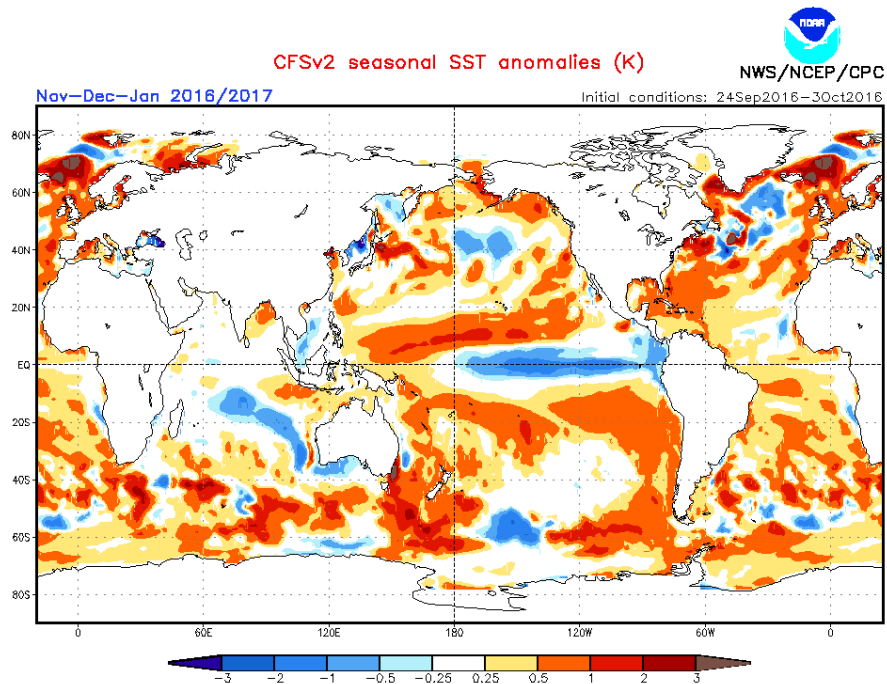 NOAA
CFSv2 seasonal SST anomalies (K)
NWS/NCEP/CPC
Nov-Dec-Jan 2016/2017
Initial conditions: 24Sep2016-3Oct2016
80N
60N
40N
20N
EQ
20S
40S
60S
80S
0 60E 120E 180 120W 60W 0
-3 -2 -1 -0.5 -0.25 0.25 0.5 1 2 3